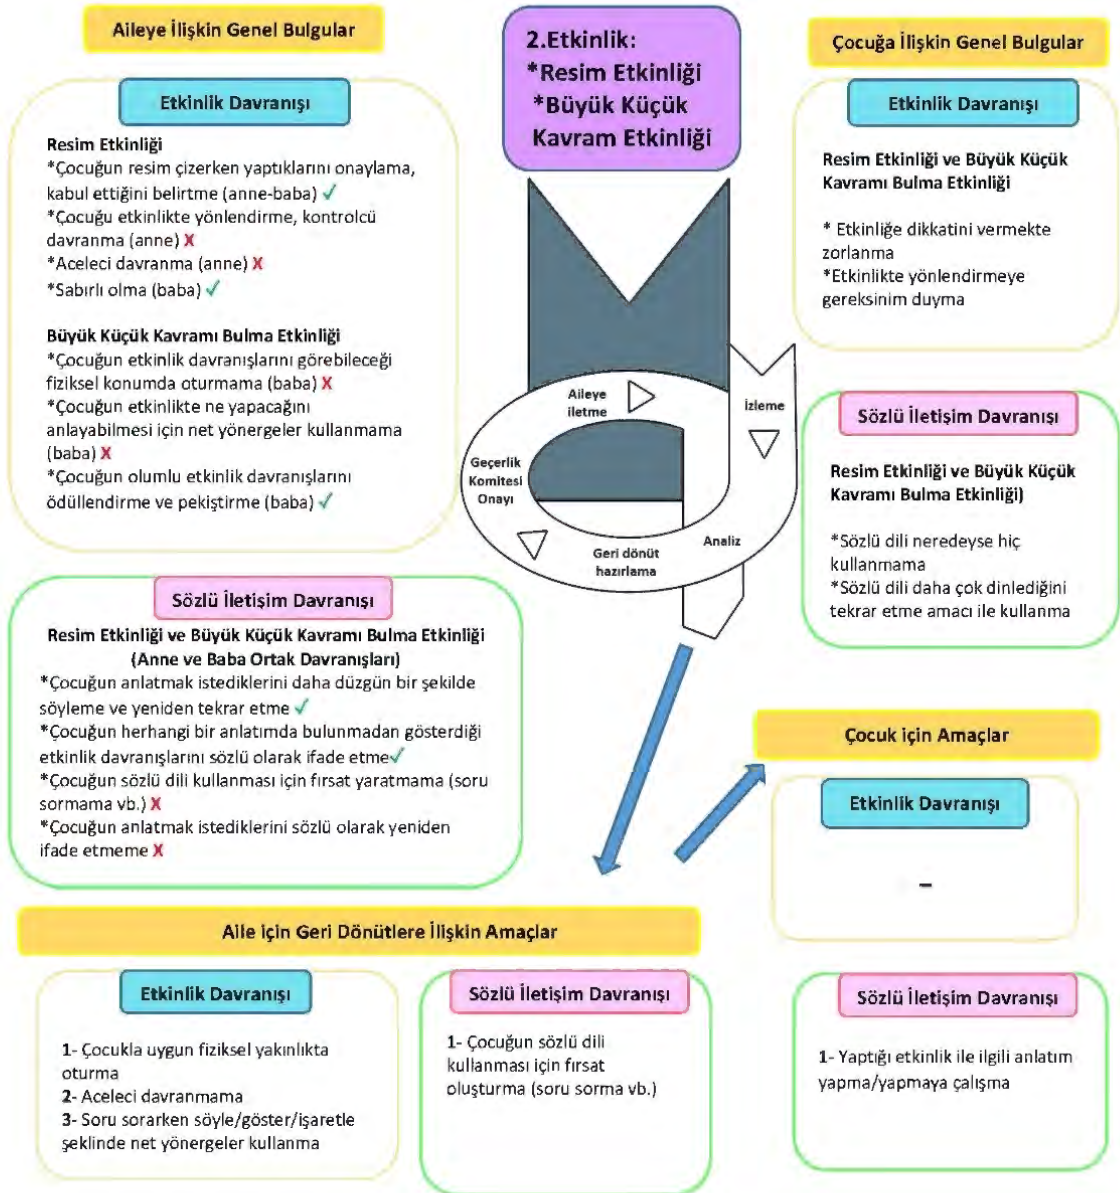 Aileye İlişkin Genel Bulgular
Etkinlik Davranışı
Resim Etkinliği
*Çocuğun resim çizerken yaptıklarını onaylama,
kabul ettiğini belirtme (anne-baba) ✓
*Çocuğu etkinlikte yönlendirme, kontrolcü
davranma (anne) X
*Aceleci davranma (anne) X
*Sabırlı olma (baba) ✓
Büyük Küçük Kavramı Bulma Etkinliği
*Çocuğun etkinlik davranışlarını görebileceği
fiziksel konumda oturmama (baba) X
*Çocuğun etkinlikte ne yapacağını
anlayabilmesi için net yönergeler kullanmama
(baba) X
*Çocuğun olumlu etkinlik davranışlarını
ödüllendirme ve pekiştirme (baba) ✓
Sözlü İletişim Davranışı
Resim Etkinliği ve Büyük Küçük Kavramı Bulma Etkinliği
(Anne ve Baba Ortak Davranışları)
*Çocuğun anlatmak istediklerini daha düzgün bir şekilde
söyleme ve yeniden tekrar etme ✓
*Çocuğun herhangi bir anlatımda bulunmadan gösterdiği
etkinlik davranışlarını sözlü olarak ifade etme✓
*Çocuğun sözlü dili kullanması için fırsat yaratmama (soru
sormama vb.) X
*Çocuğun anlatmak istediklerini sözlü olarak yeniden
ifade etmeme X
2.Etkinlik:
*Resim Etkinliği
*Büyük Küçük
Kavram Etkinliği
Aileye
iletme
İzleme
Geçerlik
Komitesi
Onayı
Geri dönüt
hazırlama
Analiz
Çocuğa İlişkin Genel Bulgular
Etkinlik Davranışı
Resim Etkinliği ve Büyük Küçük
Kavramı Bulma Etkinliği
* Etkinliğe dikkatini vermekte
zorlanma
*Etkinlikte yönlendirmeye
gereksinim duyma
Sözlü İletişim Davranışı
Resim Etkinliği ve Büyük Küçük
Kavramı Bulma Etkinliği)
*Sözlü dili neredeyse hiç
kullanmama
*Sözlü dili daha çok dinlediğini
tekrar etme amacı ile kullanma
Çocuk için Amaçlar
Etkinlik Davranışı
–
Sözlü İletişim Davranışı
1- Yaptığı etkinlik ile ilgili anlatım
yapma/yapmaya çalışma
Aile için Geri Dönütlere İlişkin Amaçlar
Etkinlik Davranışı
1- Çocukla uygun fiziksel yakınlıkta
oturma
2- Aceleci davranmama
3- Soru sorarken söyle/göster/işaretle
şeklinde net yönergeler kullanma
Sözlü İletişim Davranışı
1- Çocuğun sözlü dili
kullanması için fırsat
oluşturma (soru sorma vb.)